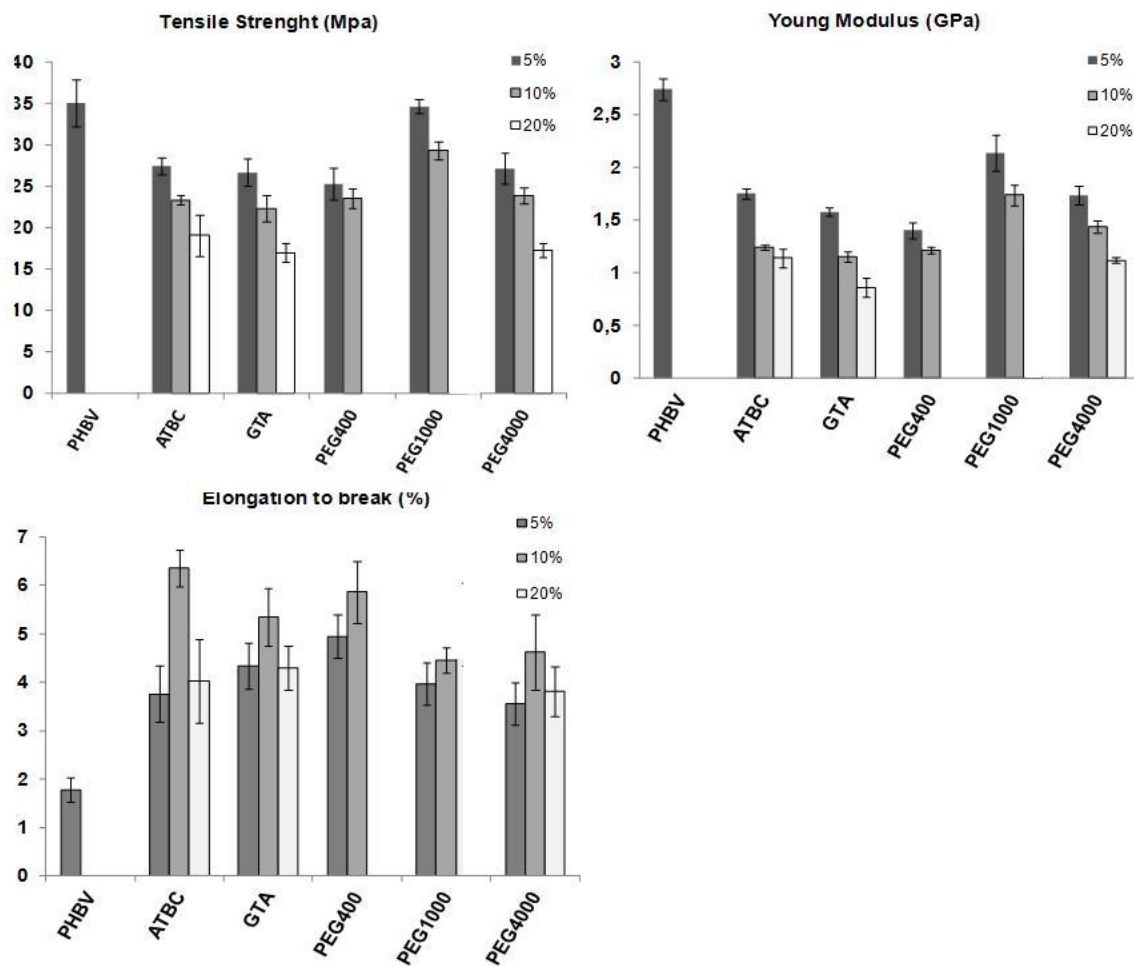 Tensile Strenght (Mpa)
40
35
30
25
20
15
10
5
0
5%
10%
20%
PHBV
ATBC
GTA
PEG400
PEG1000
PEG4000
Young Modulus (GPa)
3
2,5
2
1,5
1
0,5
0
5%
10%
20%
PHBV
ATBC
GTA
PEG400
PEG1000
PEG4000
Elongation to break (%)
7
6
5
4
3
2
1
0
5%
10%
20%
PHBV
ATBC
GTA
PEG400
PEG1000
PEG4000